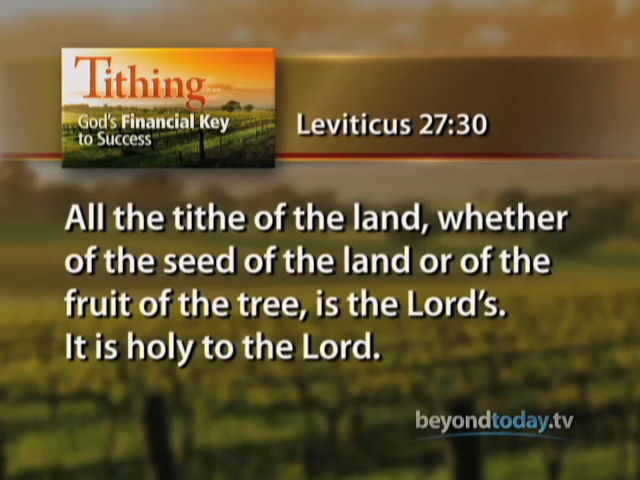 Tithing
God's Financial Key
to Success
Leviticus 27:30
All the tithe of the land, whether
of the seed of the land or of the
fruit of the tree, is the Lord's.
It is holy to the Lord.
beyondtoday.tv